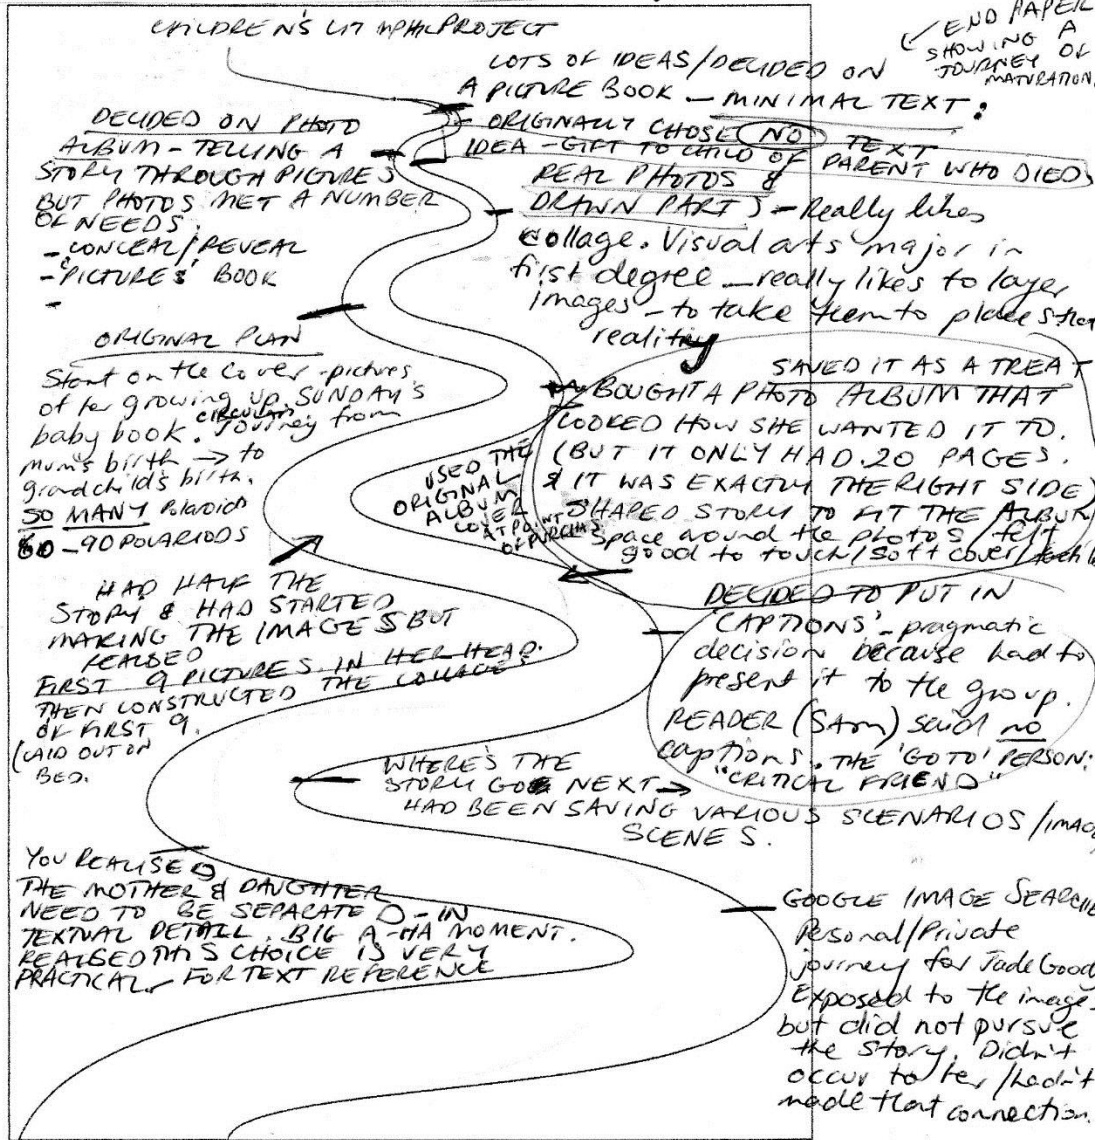 CHILDREN'S LIT MPHIL PROJECT
END PAPER
SHOWING A
JOURNEY OF
MATURATION.
LOTS OF IDEAS/DECIDED ON
A PICTURE BOOK - MINIMAL TEXT:
- ORIGINALLY CHOSE NO TEXT
IDEA - GIFT TO CHILD OF PARENT WHO DIED
REAL PHOTOS &
DRAWN PARTS - Really likes
collage. Visual arts major in
first degree - really likes to layer
images - to take them to places
reality
DECIDED ON PHOTO
ALBUM - TELLING A
STORY THROUGH PICTURES
BUT PHOTOS MET A NUMBER
OF NEEDS.
- CONCEAL/REVEAL
- 'PICTURES' BOOK
-
ORIGINAL PLAN
Start on the cover - pictures
of her growing up. SUNDAY'S
baby book. CIRCULAR Journey from
mum's birth → to
grandchild's birth.
SO MANY Polaroids
60 - 90 POLARIODS
SAVED IT AS A TREAT
BOUGHT A PHOTO ALBUM THAT
LOOKED HOW SHE WANTED IT TO.
(BUT IT ONLY HAD 20 PAGES.
& IT WAS EXACTLY THE RIGHT SIDE)
SHAPED STORY TO FIT THE ALBUM
Space around the photos / felt
good to touch/soft cover/
USED THE
ORIGINAL
ALBUM
COVER
AT POINT
OF PURCHAS
HAD HALF THE
STORY & HAD STARTED
MAKING THE IMAGES BUT
REALISED
FIRST 9 PICTURES IN HER HEAD.
THEN CONSTRUCTED THE COLLAGE
OF FIRST 9.
(LAID OUT ON
BED.
DECIDED TO PUT IN
'CAPTIONS' - pragmatic
decision because had to
present it to the group.
READER (SAM) said no
captions. THE 'GO TO' PERSON:
"CRITICAL FRIEND"
WHERE'S THE
STORY GO NEXT →
HAD BEEN SAVING VARIOUS SCENARIOS/IMAG
SCENES.
YOU REALISED
THE MOTHER & DAUGHTER
NEED TO BE SEPARATED - IN
TEXTUAL DETAIL. BIG A-HA MOMENT.
REALISED THIS CHOICE IS VERY
PRACTICAL - FOR TEXT REFERENCE
GOOGLE IMAGE SEARCHE
Personal/Private
journey for Jade Good
Exposed to the image
but did not pursue
the story. Didn't
occur to her/hadn't
made that connection.